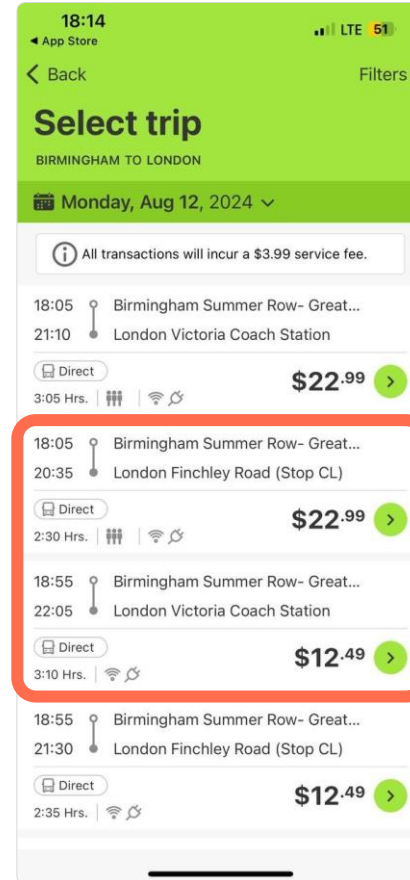 18:14
LTE 51
◄ App Store
Back
Filters
Select trip
BIRMINGHAM TO LONDON
Monday, Aug 12, 2024
All transactions will incur a $3.99 service fee.
18:05 Birmingham Summer Row- Great...
21:10 London Victoria Coach Station
Direct
$22.99
3:05 Hrs.
18:05 Birmingham Summer Row- Great...
20:35 London Finchley Road (Stop CL)
Direct
$22.99
2:30 Hrs.
18:55 Birmingham Summer Row- Great...
22:05 London Victoria Coach Station
Direct
$12.49
3:10 Hrs.
18:55 Birmingham Summer Row- Great...
21:30 London Finchley Road (Stop CL)
Direct
$12.49
2:35 Hrs.